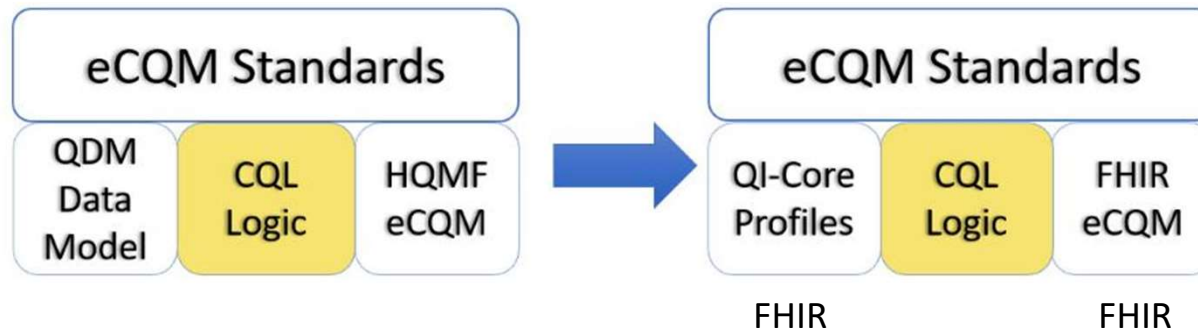 eCQM Standards
QDM
Data
Model
CQL
Logic
HQMF
eCQM
eCQM Standards
QI-Core
Profiles
CQL
Logic
FHIR
eCQM
FHIR
FHIR